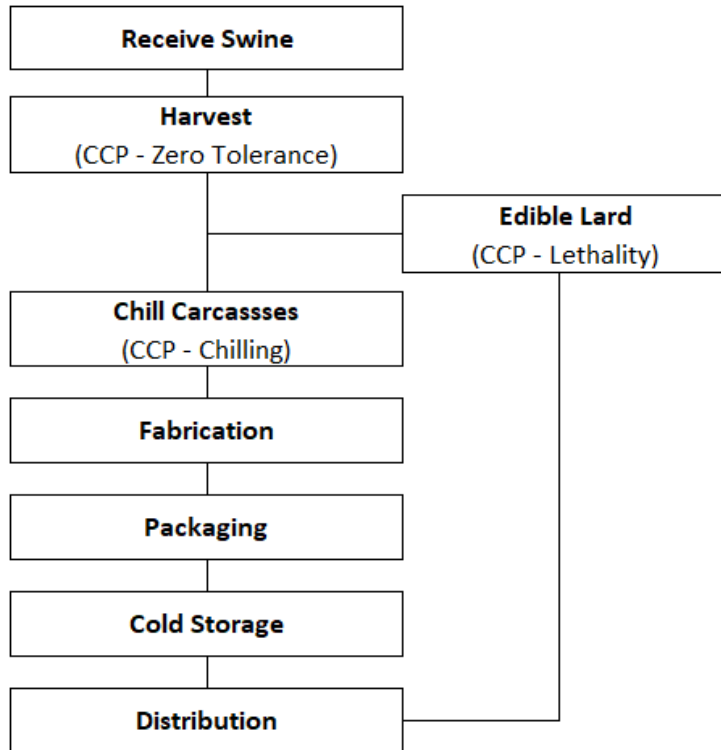 Receive Swine
Harvest
(CCP - Zero Tolerance)
Edible Lard
(CCP - Lethality)
Chill Carcassses
(CCP - Chilling)
Fabrication
Packaging
Cold Storage
Distribution